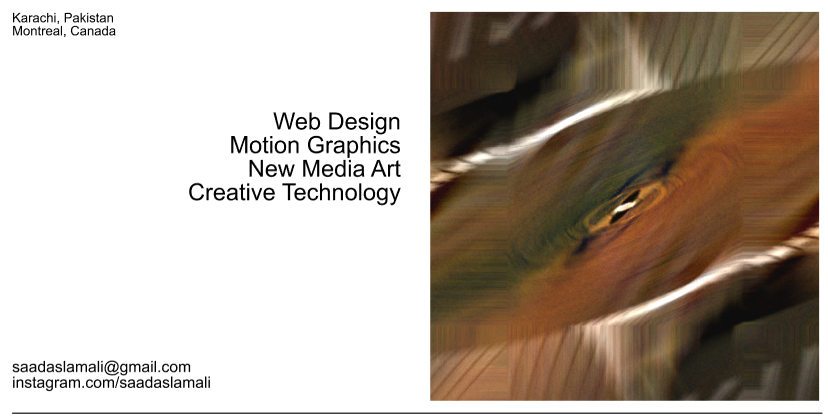 Karachi, Pakistan
Montreal, Canada
Web Design
Motion Graphics
New Media Art
Creative Technology
saadaslamali@gmail.com
instagram.com/saadaslamali